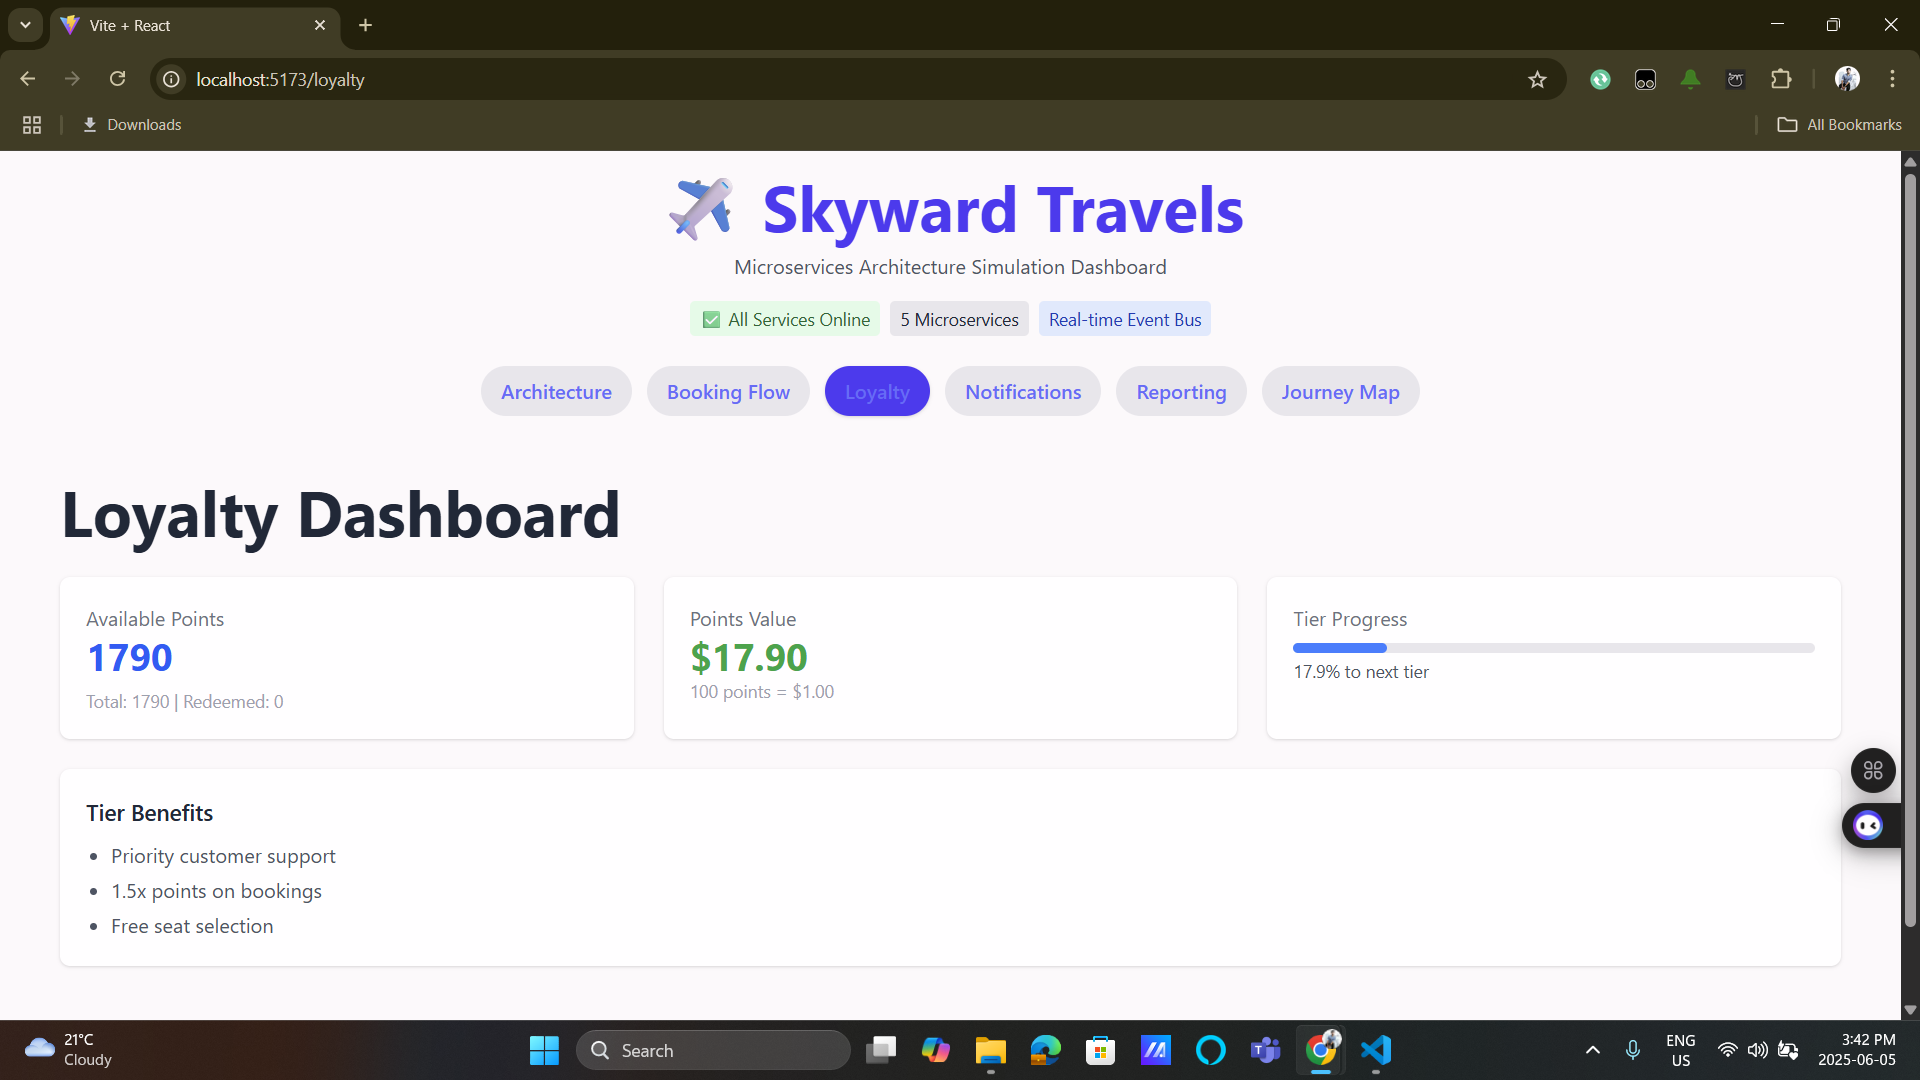 Vite + React
localhost:5173/loyalty
Downloads
All Bookmarks
Skyward Travels
Microservices Architecture Simulation Dashboard
All Services Online
5 Microservices
Real-time Event Bus
Architecture
Booking Flow
Loyalty
Notifications
Reporting
Journey Map
Loyalty Dashboard
Available Points
1790
Total: 1790 | Redeemed: 0
Points Value
$17.90
100 points = $1.00
Tier Progress
17.9% to next tier
Tier Benefits
• Priority customer support
• 1.5x points on bookings
• Free seat selection
21°C
Cloudy
Search
ENG
US
3:42 PM
2025-06-05